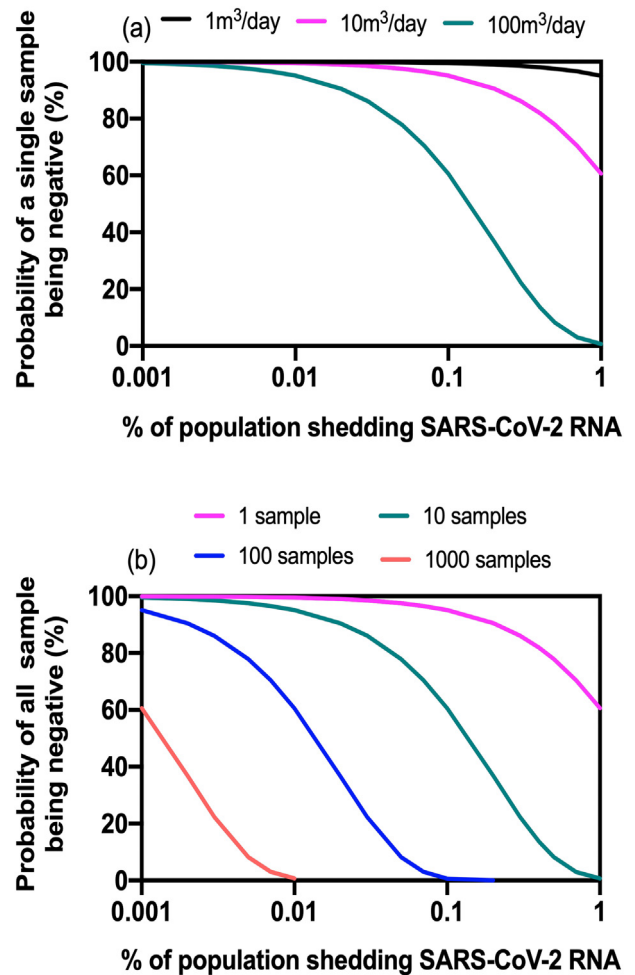 1m³/day 10m³/day 100m³/day
(a)
Probability of a single sample
being negative (%)
100
80
60
40
20
0
0.001 0.01 0.1 1
% of population shedding SARS-CoV-2 RNA
1 sample 10 samples
100 samples 1000 samples
(b)
Probability of all sample
being negative (%)
100
80
60
40
20
0
0.001 0.01 0.1 1
% of population shedding SARS-CoV-2 RNA